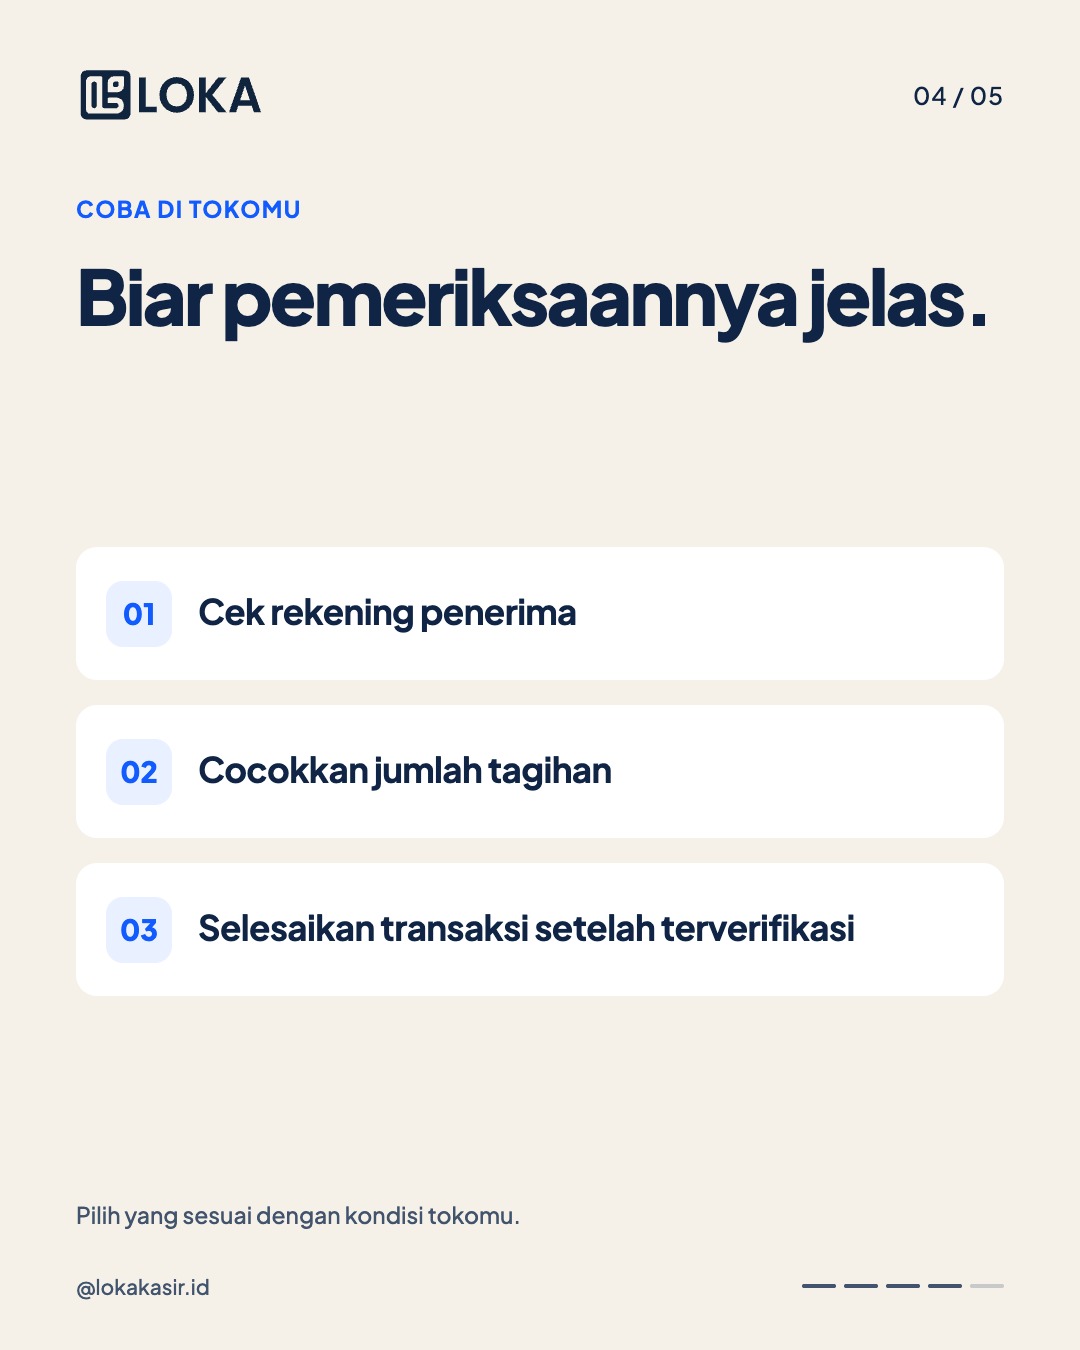 LOKA
04 / 05
COBA DI TOKOMU
Biar pemeriksaannya jelas.
01 Cek rekening penerima
02 Cocokkan jumlah tagihan
03 Selesaikan transaksi setelah terverifikasi
Pilih yang sesuai dengan kondisi tokomu.
@lokakasir.id